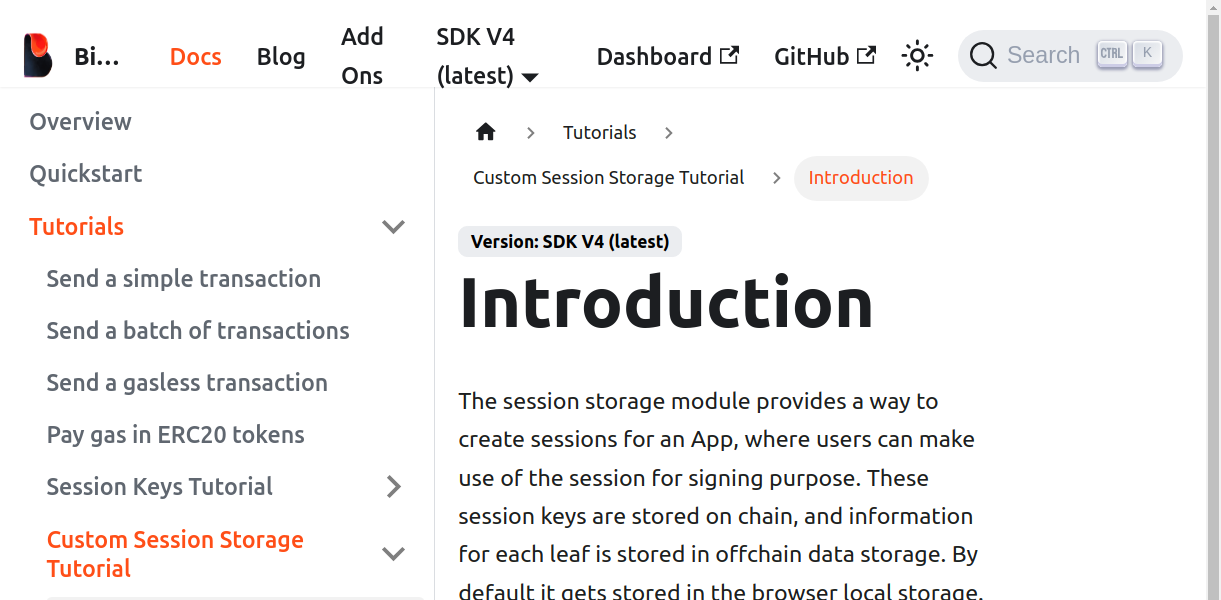 Bi...
Docs
Blog
Add
Ons
SDK V4
(latest)
Dashboard
GitHub
Search
CTRL
K
Overview
Quickstart
Tutorials
Send a simple transaction
Send a batch of transactions
Send a gasless transaction
Pay gas in ERC20 tokens
Session Keys Tutorial
Custom Session Storage
Tutorial
Tutorials
Custom Session Storage Tutorial
Introduction
Version: SDK V4 (latest)
Introduction
The session storage module provides a way to
create sessions for an App, where users can make
use of the session for signing purpose. These
session keys are stored on chain, and information
for each leaf is stored in offchain data storage. By
default it gets stored in the browser local storage.